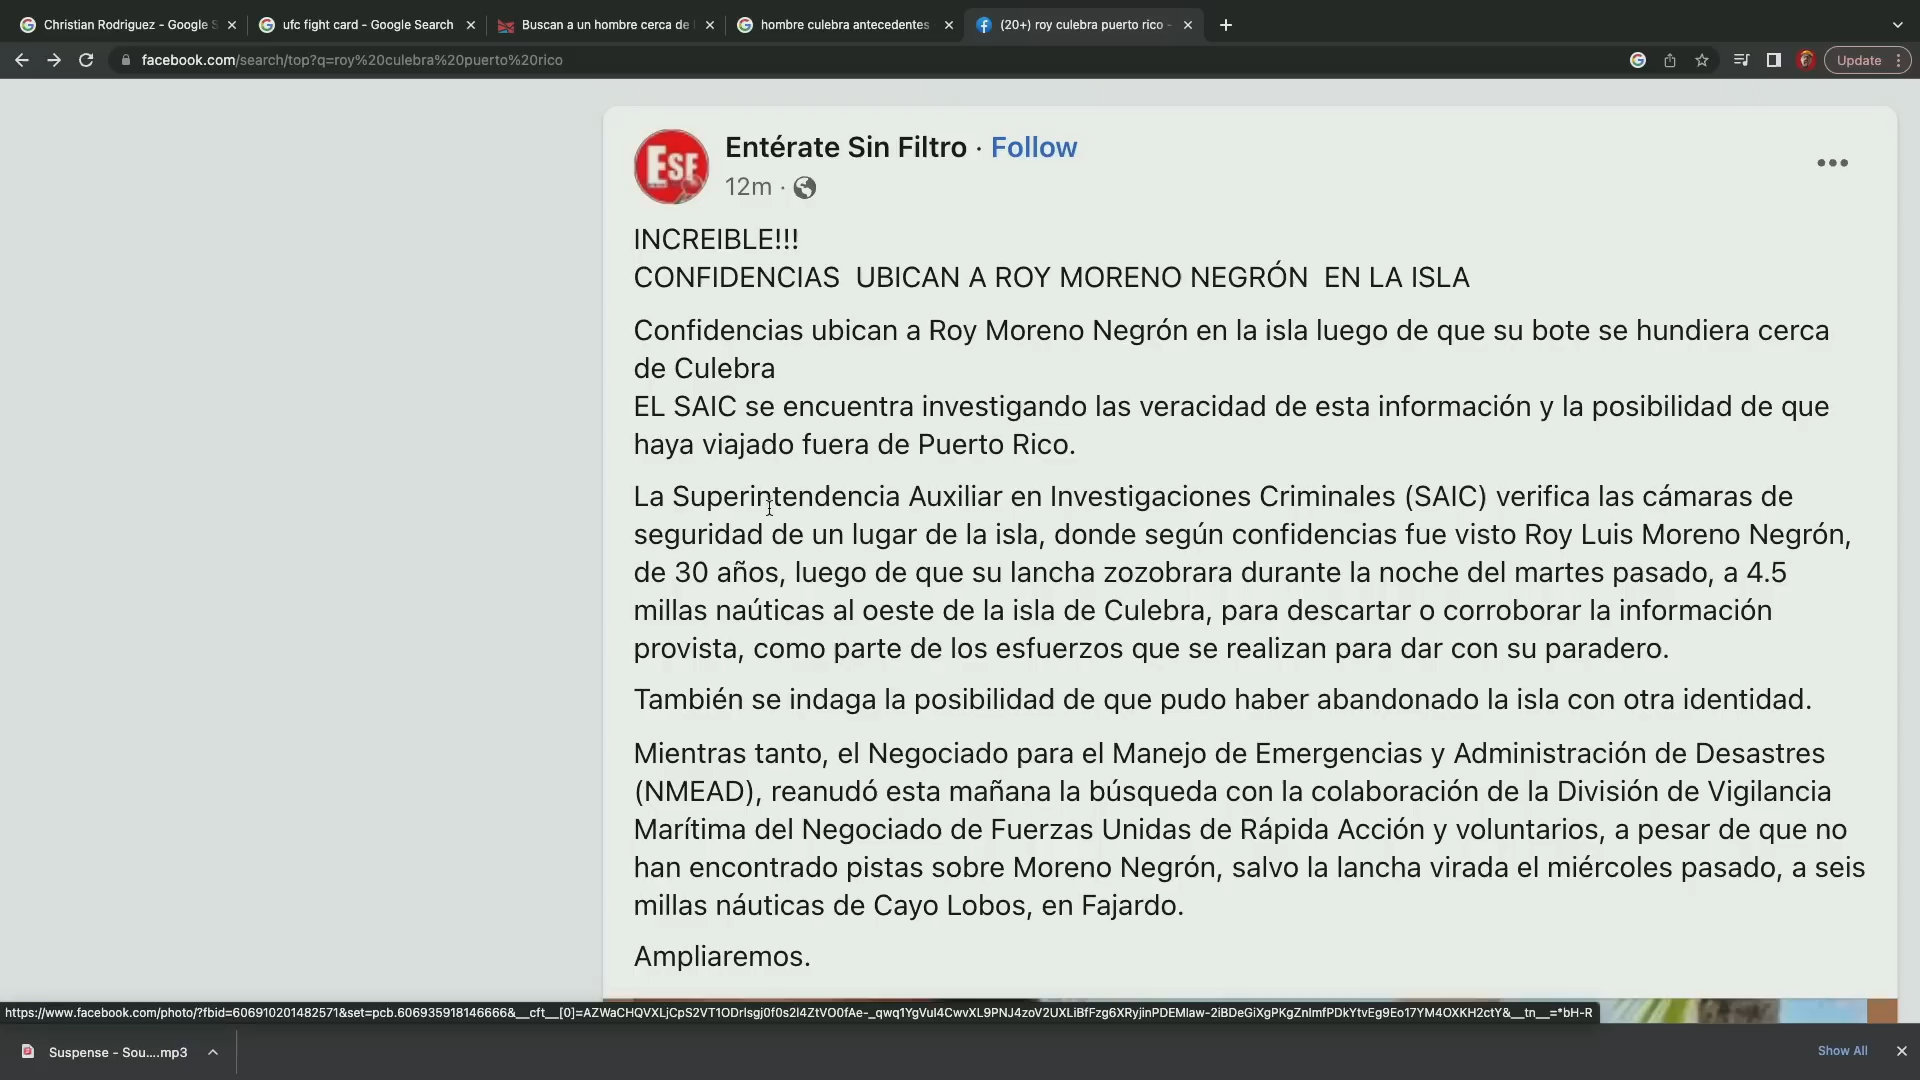 Christian Rodriguez - Google S
ufc fight card - Google Search
Buscan a un hombre cerca de
hombre culebra antecedentes
(20+) roy culebra puerto rico -
facebook.com/search/top?q=roy%20culebra%20puerto%20rico
Update
ESF
Entérate Sin Filtro · Follow
12m ·
INCREIBLE!!!
CONFIDENCIAS UBICAN A ROY MORENO NEGRÓN EN LA ISLA
Confidencias ubican a Roy Moreno Negrón en la isla luego de que su bote se hundiera cerca
de Culebra
EL SAIC se encuentra investigando las veracidad de esta información y la posibilidad de que
haya viajado fuera de Puerto Rico.
La Superintendencia Auxiliar en Investigaciones Criminales (SAIC) verifica las cámaras de
seguridad de un lugar de la isla, donde según confidencias fue visto Roy Luis Moreno Negrón,
de 30 años, luego de que su lancha zozobrara durante la noche del martes pasado, a 4.5
millas naúticas al oeste de la isla de Culebra, para descartar o corroborar la información
provista, como parte de los esfuerzos que se realizan para dar con su paradero.
También se indaga la posibilidad de que pudo haber abandonado la isla con otra identidad.
Mientras tanto, el Negociado para el Manejo de Emergencias y Administración de Desastres
(NMEAD), reanudó esta mañana la búsqueda con la colaboración de la División de Vigilancia
Marítima del Negociado de Fuerzas Unidas de Rápida Acción y voluntarios, a pesar de que no
han encontrado pistas sobre Moreno Negrón, salvo la lancha virada el miércoles pasado, a seis
millas náuticas de Cayo Lobos, en Fajardo.
Ampliaremos.
Suspense - Sou....mp3
Show All